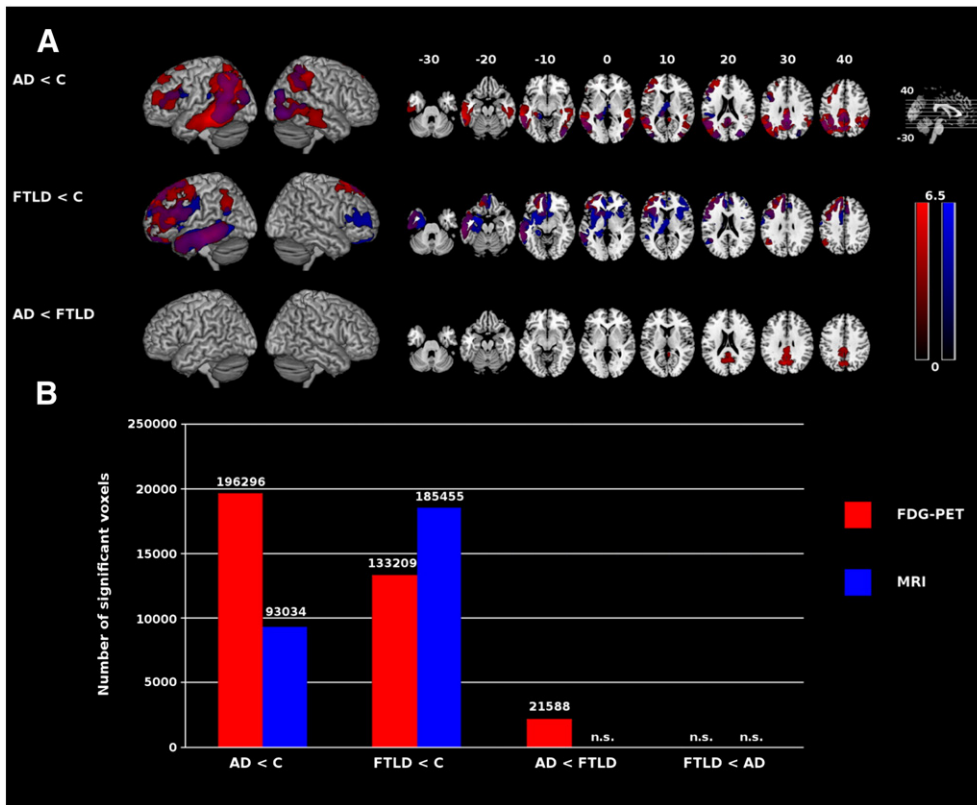 A
-30 -20 -10 0 10 20 30 40
AD < C
40
-30
FTLD < C
6.5
AD < FTLD
0
B
250000
20000
15000
10000
5000
0
Number of significant voxels
196296
93034
133209
185455
21588
n.s.
n.s. n.s.
AD < C FTLD < C AD < FTLD FTLD < AD
FDG-PET
MRI